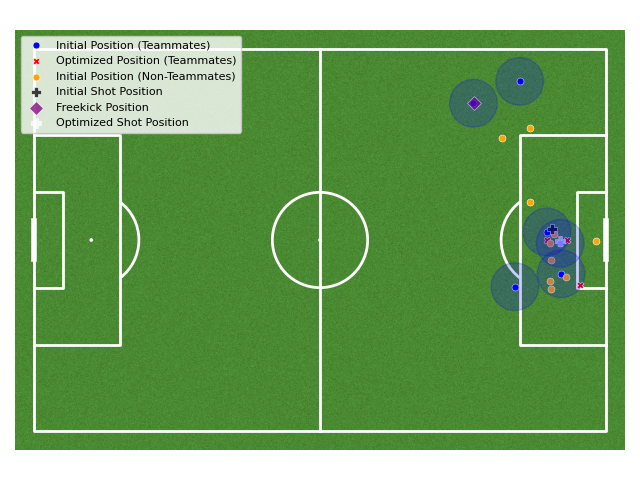 Initial Position (Teammates)
Optimized Position (Teammates)
Initial Position (Non-Teammates)
Initial Shot Position
Freekick Position
Optimized Shot Position